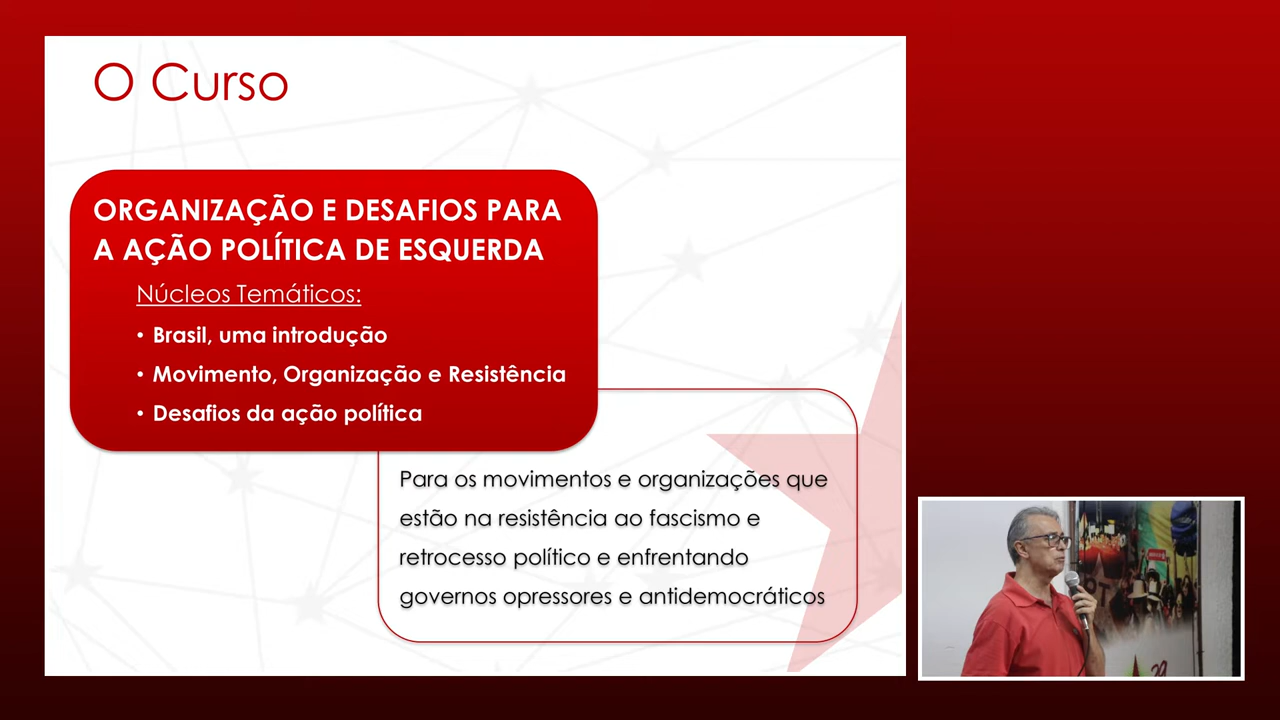 O Curso
ORGANIZAÇÃO E DESAFIOS PARA
A AÇÃO POLÍTICA DE ESQUERDA
Núcleos Temáticos:
• Brasil, uma introdução
• Movimento, Organização e Resistência
• Desafios da ação política
Para os movimentos e organizações que
estão na resistência ao fascismo e
retrocesso político e enfrentando
governos opressores e antidemocráticos